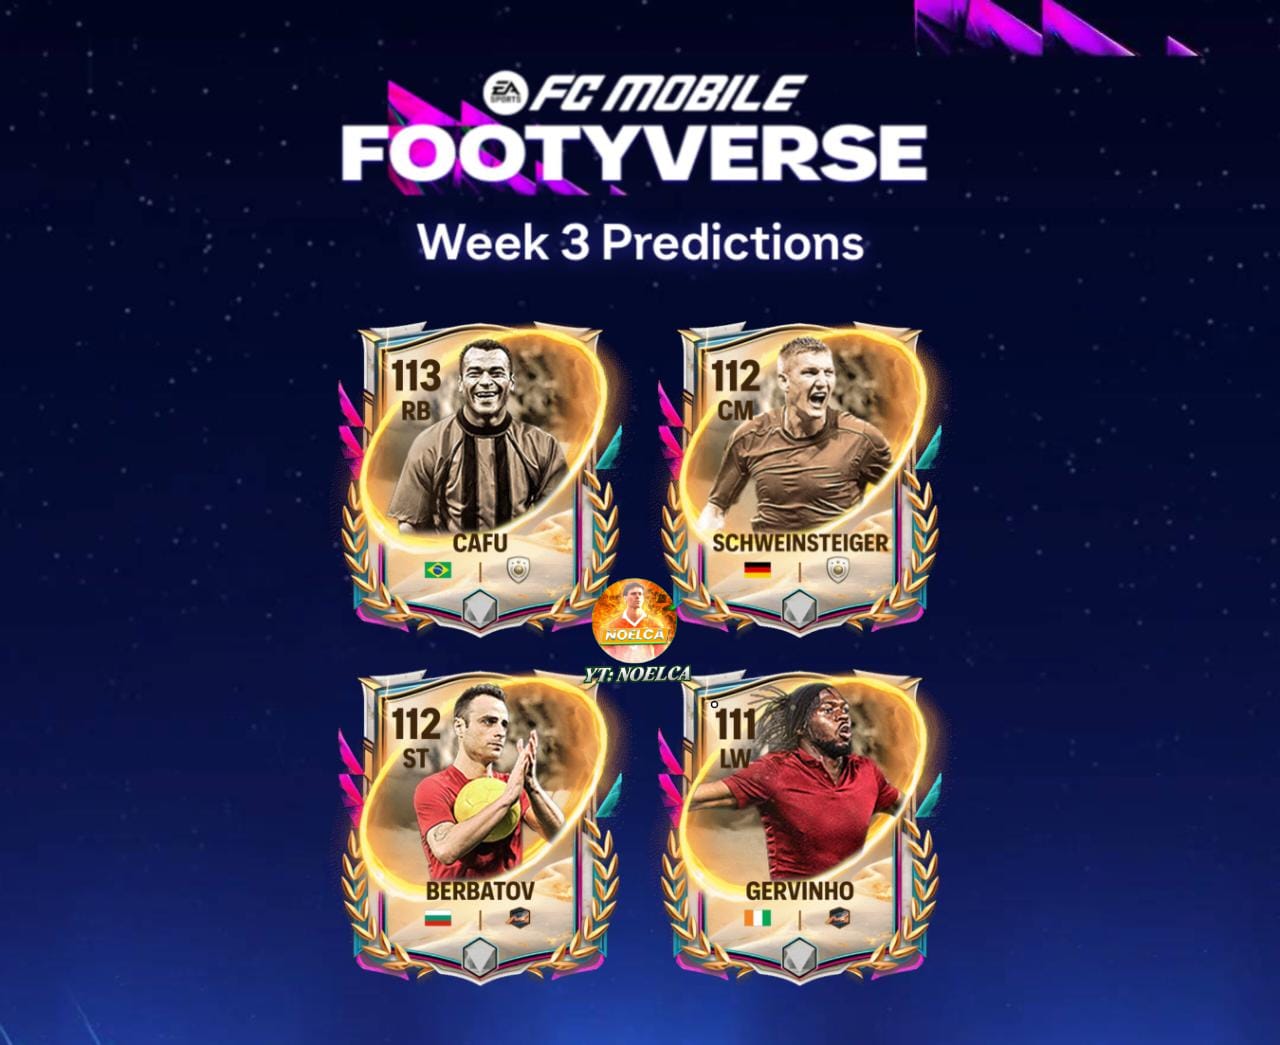 EA SPORTS FC MOBILE
FOOTYVERSE
Week 3 Predictions
113
RB
CAFU
112
CM
SCHWEINSTEIGER
NOELCA
YT: NOELCA
112
ST
BERBATOV
111
LW
GERVINHO